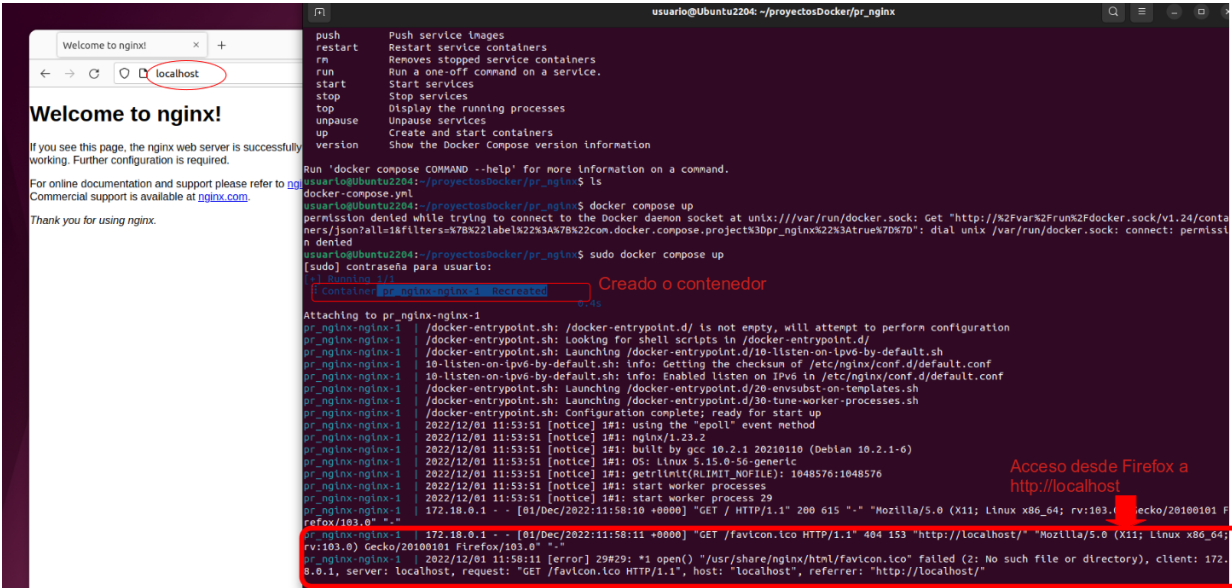 Welcome to nginx!
localhost
Welcome to nginx!
If you see this page, the nginx web server is successfully
working. Further configuration is required.
For online documentation and support please refer to
Commercial support is available at nginx.com.
Thank you for using nginx.
usuario@Ubuntu2204: ~/proyectosDocker/pr_nginx
push Push service images
restart Restart service containers
rm Removes stopped service containers
run Run a one-off command on a service.
start Start services
stop Stop services
top Display the running processes
unpause Unpause services
up Create and start containers
version Show the Docker Compose version information
Run 'docker compose COMMAND --help' for more information on a command.
usuario@Ubuntu2204:~/proyectosDocker/pr_nginx$ ls
docker-compose.yml
usuario@Ubuntu2204:~/proyectosDocker/pr_nginx$ docker compose up
permission denied while trying to connect to the Docker daemon socket at unix:///var/run/docker.sock: Get "http://%2Fvar%2Frun%2Fdocker.sock/v1.24/conta
ners/json?all=1&filters=%7B%22label%22%3A%7B%22com.docker.compose.project%3Dpr_nginx%22%3Atrue%7D%7D": dial unix /var/run/docker.sock: connect: permissi
n denied
usuario@Ubuntu2204:~/proyectosDocker/pr_nginx$ sudo docker compose up
[sudo] contraseña para usuario:
[+] Running 1/1
Container pr_nginx-nginx-1 Recreated
Creado o contenedor
0.4s
Attaching to pr_nginx-nginx-1
pr_nginx-nginx-1 | /docker-entrypoint.sh: /docker-entrypoint.d/ is not empty, will attempt to perform configuration
pr_nginx-nginx-1 | /docker-entrypoint.sh: Looking for shell scripts in /docker-entrypoint.d/
pr_nginx-nginx-1 | /docker-entrypoint.sh: Launching /docker-entrypoint.d/10-listen-on-ipv6-by-default.sh
pr_nginx-nginx-1 | 10-listen-on-ipv6-by-default.sh: info: Getting the checksum of /etc/nginx/conf.d/default.conf
pr_nginx-nginx-1 | 10-listen-on-ipv6-by-default.sh: info: Enabled listen on IPv6 in /etc/nginx/conf.d/default.conf
pr_nginx-nginx-1 | /docker-entrypoint.sh: Launching /docker-entrypoint.d/20-envsubst-on-templates.sh
pr_nginx-nginx-1 | /docker-entrypoint.sh: Launching /docker-entrypoint.d/30-tune-worker-processes.sh
pr_nginx-nginx-1 | /docker-entrypoint.sh: Configuration complete; ready for start up
pr_nginx-nginx-1 | 2022/12/01 11:53:51 [notice] 1#1: using the "epoll" event method
pr_nginx-nginx-1 | 2022/12/01 11:53:51 [notice] 1#1: nginx/1.23.2
pr_nginx-nginx-1 | 2022/12/01 11:53:51 [notice] 1#1: built by gcc 10.2.1 20210110 (Debian 10.2.1-6)
pr_nginx-nginx-1 | 2022/12/01 11:53:51 [notice] 1#1: OS: Linux 5.15.0-56-generic
pr_nginx-nginx-1 | 2022/12/01 11:53:51 [notice] 1#1: getrlimit(RLIMIT_NOFILE): 1048576:1048576
pr_nginx-nginx-1 | 2022/12/01 11:53:51 [notice] 1#1: start worker processes
pr_nginx-nginx-1 | 2022/12/01 11:53:51 [notice] 1#1: start worker process 29
Acceso desde Firefox a
http://localhost
pr_nginx-nginx-1 | 172.18.0.1 - - [01/Dec/2022:11:58:10 +0000] "GET / HTTP/1.1" 200 615 "-" "Mozilla/5.0 (X11; Linux x86_64; rv:103.0) Gecko/20100101 F
refox/103.0" "-"
pr_nginx-nginx-1 | 172.18.0.1 - - [01/Dec/2022:11:58:11 +0000] "GET /favicon.ico HTTP/1.1" 404 153 "http://localhost/" "Mozilla/5.0 (X11; Linux x86_64;
rv:103.0) Gecko/20100101 Firefox/103.0" "-"
pr_nginx-nginx-1 | 2022/12/01 11:58:11 [error] 29#29: *1 open() "/usr/share/nginx/html/favicon.ico" failed (2: No such file or directory), client: 172
8.0.1, server: localhost, request: "GET /favicon.ico HTTP/1.1", host: "localhost", referrer: "http://localhost/"